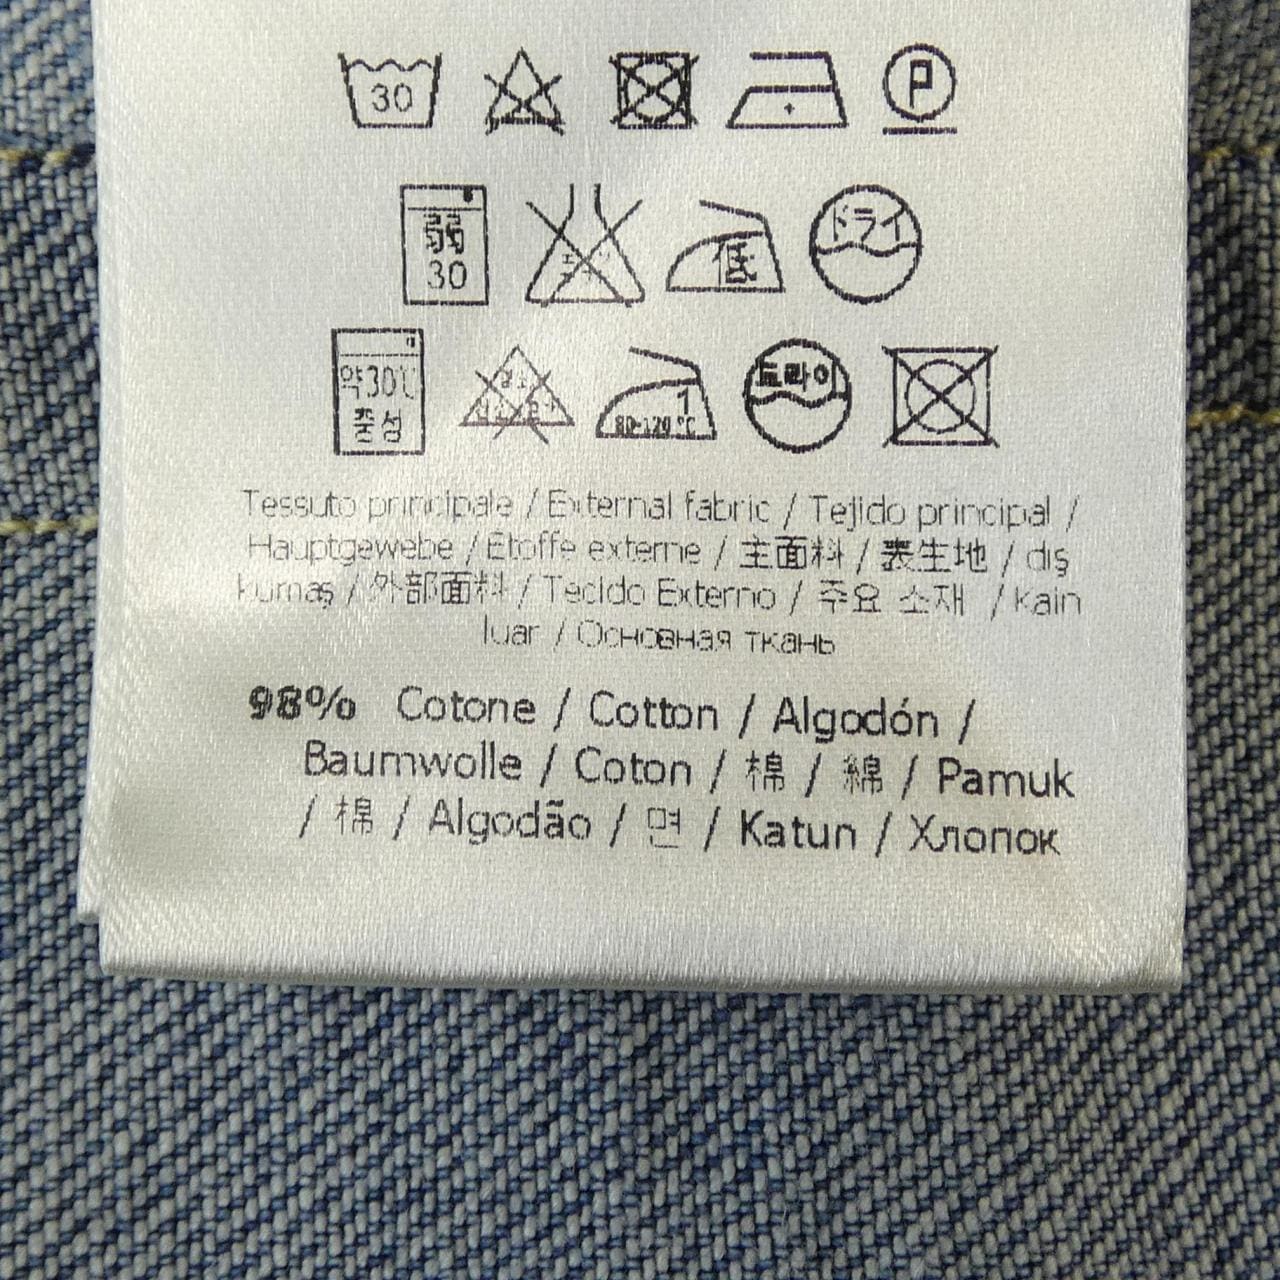 30 P
弱 30 低 ドライ
약30℃ 중성 1 80-120℃ 드라이
Tessuto principale / External fabric / Tejido principal /
Hauptgewebe / Étoffe externe / 主面料 / 表生地 / dış
kumaş / 外部面料 / Tecido Externo / 주요 소재 / kain
luar / Основная ткань
98% Cotone / Cotton / Algodón /
Baumwolle / Coton / 棉 / 綿 / Pamuk
/ 棉 / Algodão / 면 / Katun / Хлопок